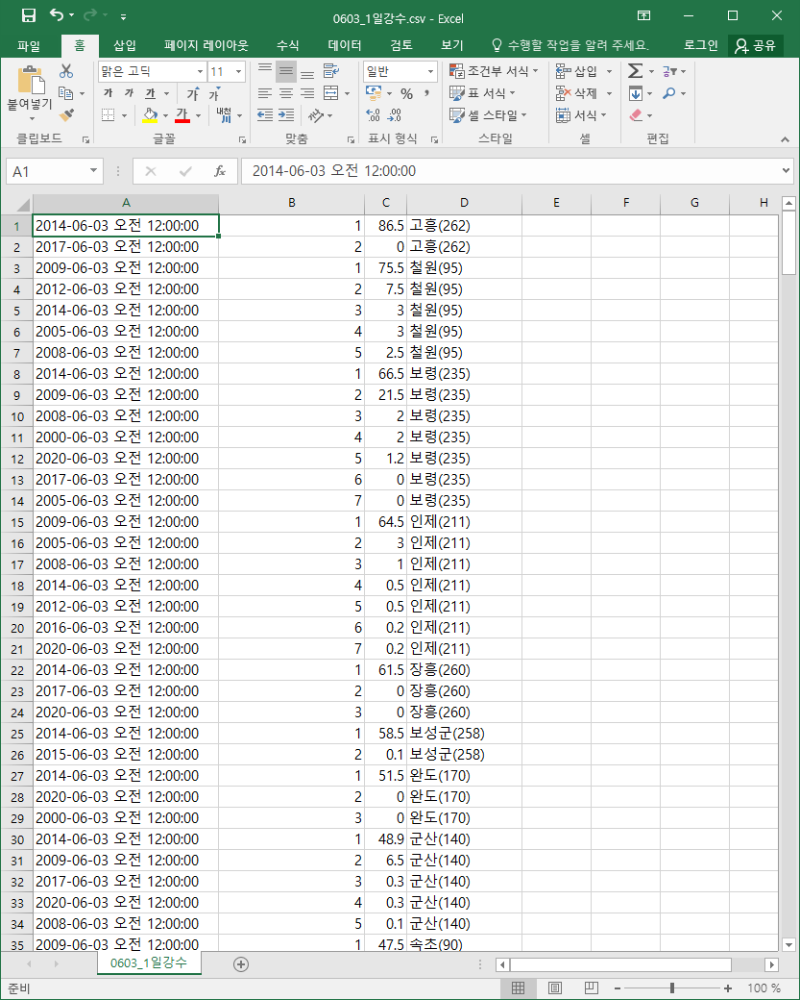 0603_1일강수.csv - Excel
파일 홈 삽입 페이지 레이아웃 수식 데이터 검토 보기 수행할 작업을 알려 주세요. 로그인 공유
맑은 고딕 11 일반 조건부 서식 삽입
붙여넣기 가 가 가 가 가 % , 표 서식 삭제
가 내천 셀 스타일 서식
클립보드 글꼴 맞춤 표시 형식 스타일 셀 편집
A1 fx 2014-06-03 오전 12:00:00
A B C D E F G H
1 2014-06-03 오전 12:00:00 1 86.5 고흥(262)
2 2017-06-03 오전 12:00:00 2 0 고흥(262)
3 2009-06-03 오전 12:00:00 1 75.5 철원(95)
4 2012-06-03 오전 12:00:00 2 7.5 철원(95)
5 2014-06-03 오전 12:00:00 3 3 철원(95)
6 2005-06-03 오전 12:00:00 4 3 철원(95)
7 2008-06-03 오전 12:00:00 5 2.5 철원(95)
8 2014-06-03 오전 12:00:00 1 66.5 보령(235)
9 2009-06-03 오전 12:00:00 2 21.5 보령(235)
10 2008-06-03 오전 12:00:00 3 2 보령(235)
11 2000-06-03 오전 12:00:00 4 2 보령(235)
12 2020-06-03 오전 12:00:00 5 1.2 보령(235)
13 2017-06-03 오전 12:00:00 6 0 보령(235)
14 2005-06-03 오전 12:00:00 7 0 보령(235)
15 2009-06-03 오전 12:00:00 1 64.5 인제(211)
16 2005-06-03 오전 12:00:00 2 3 인제(211)
17 2008-06-03 오전 12:00:00 3 1 인제(211)
18 2014-06-03 오전 12:00:00 4 0.5 인제(211)
19 2012-06-03 오전 12:00:00 5 0.5 인제(211)
20 2016-06-03 오전 12:00:00 6 0.2 인제(211)
21 2020-06-03 오전 12:00:00 7 0.2 인제(211)
22 2014-06-03 오전 12:00:00 1 61.5 장흥(260)
23 2017-06-03 오전 12:00:00 2 0 장흥(260)
24 2020-06-03 오전 12:00:00 3 0 장흥(260)
25 2014-06-03 오전 12:00:00 1 58.5 보성군(258)
26 2015-06-03 오전 12:00:00 2 0.1 보성군(258)
27 2014-06-03 오전 12:00:00 1 51.5 완도(170)
28 2020-06-03 오전 12:00:00 2 0 완도(170)
29 2000-06-03 오전 12:00:00 3 0 완도(170)
30 2014-06-03 오전 12:00:00 1 48.9 군산(140)
31 2009-06-03 오전 12:00:00 2 6.5 군산(140)
32 2017-06-03 오전 12:00:00 3 0.3 군산(140)
33 2020-06-03 오전 12:00:00 4 0.3 군산(140)
34 2008-06-03 오전 12:00:00 5 0.1 군산(140)
35 2009-06-03 오전 12:00:00 1 47.5 속초(90)
0603_1일강수
준비 100 %